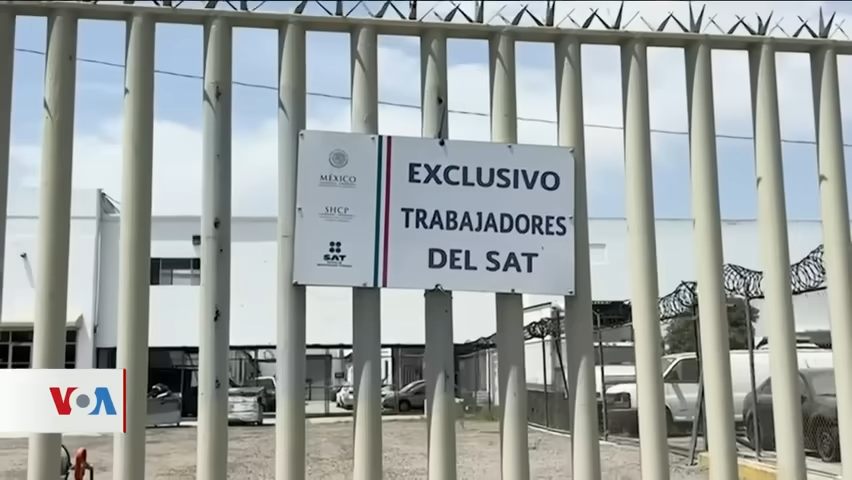 MÉXICO
SHCP
SAT
EXCLUSIVO
TRABAJADORES
DEL SAT
VOA